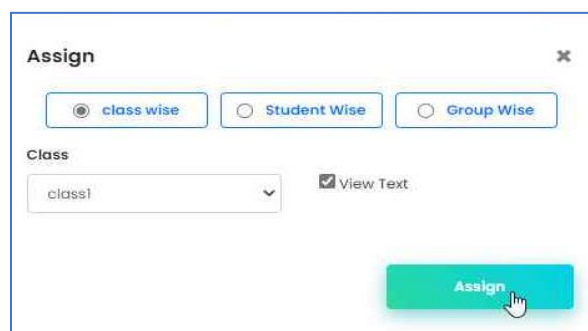 Assign
class wise Student Wise Group Wise
Class
class1 View Text
Assign